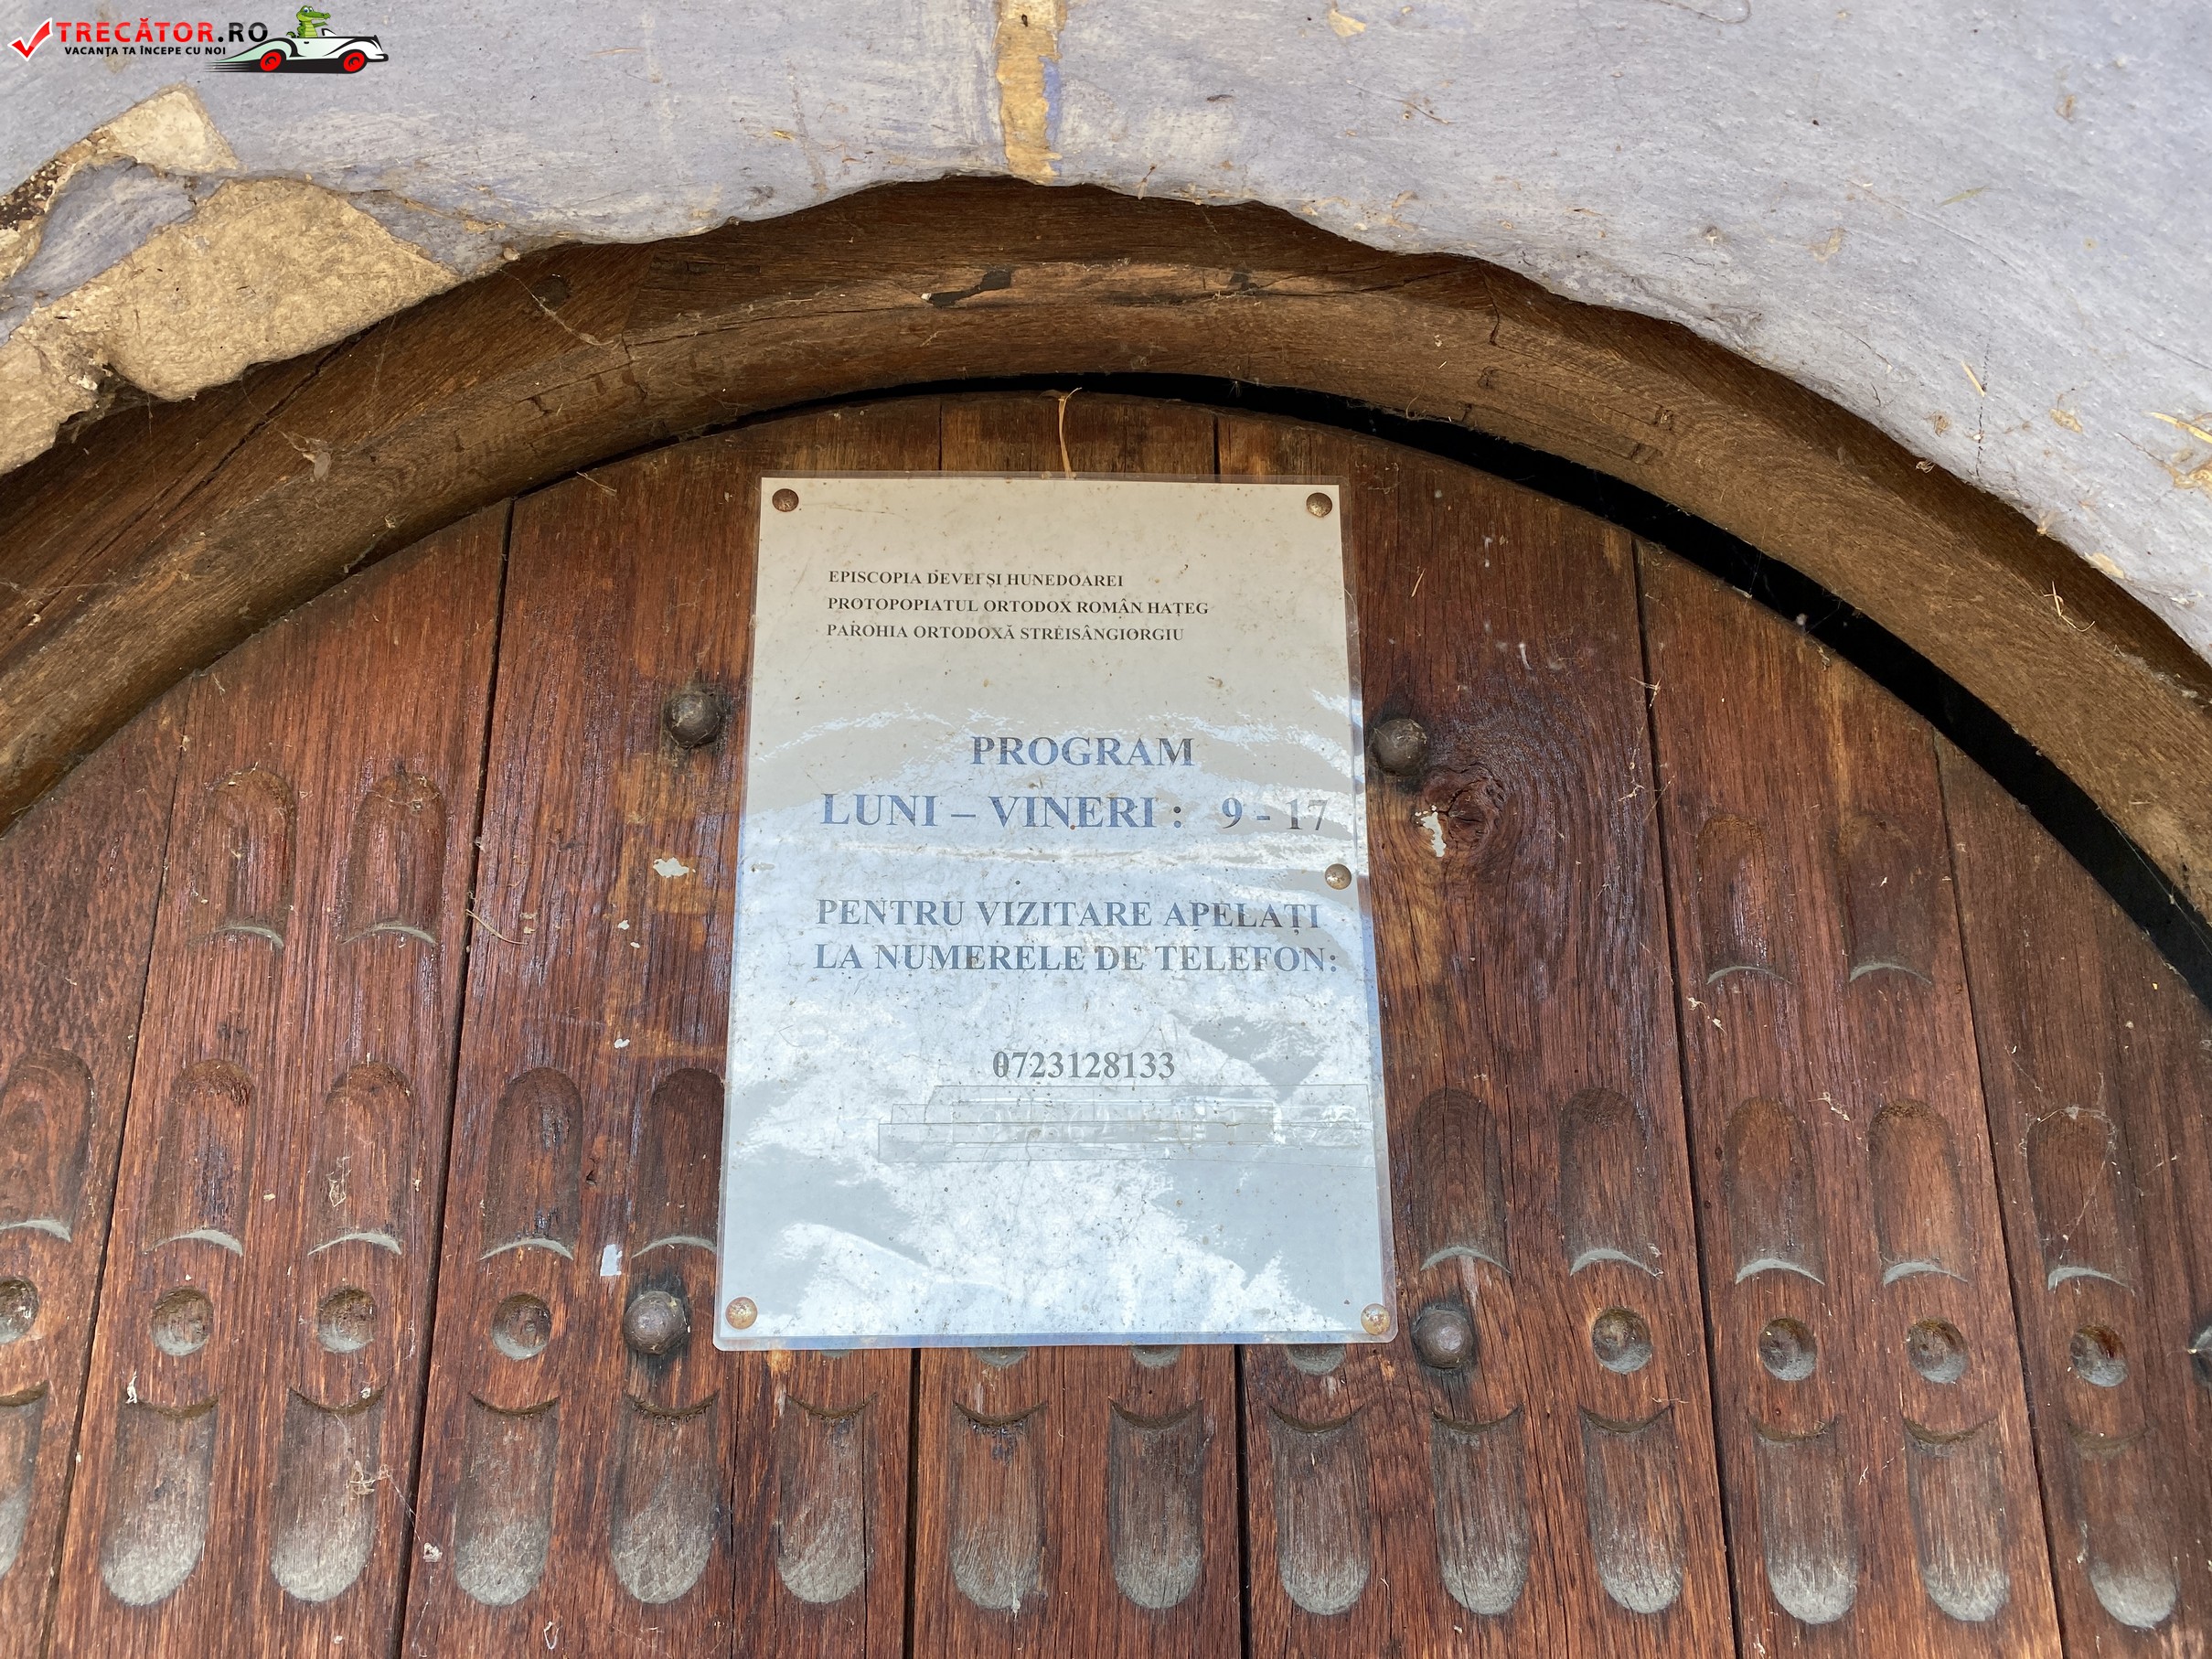 TRECĂTOR.RO
VACANȚA TA ÎNCEPE CU NOI
EPISCOPIA DEVEI ȘI HUNEDOAREI
PROTOPOPIATUL ORTODOX ROMÂN HAȚEG
PAROHIA ORTODOXĂ STREISÂNGIORGIU
PROGRAM
LUNI – VINERI : 9 - 17
PENTRU VIZITARE APELAȚI
LA NUMERELE DE TELEFON:
0723128133